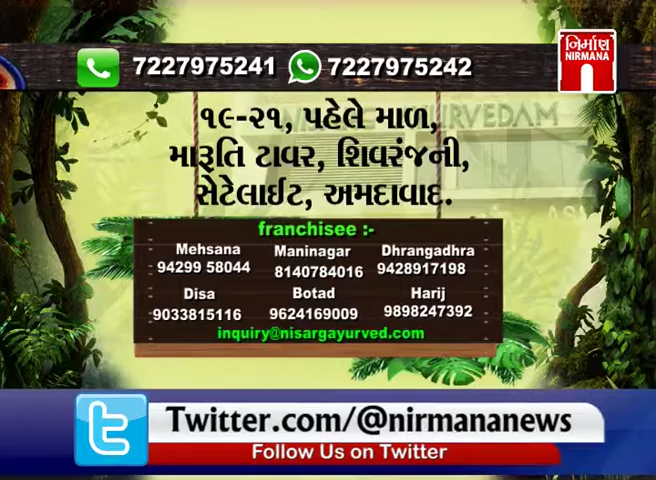 7227975241 7227975242
નિર્માણ
NIRMANA
૧૯-૨૧, પહેલે માળ,
મારૂતિ ટાવર, શિવરંજની,
સેટેલાઈટ, અમદાવાદ.
franchisee :-
Mehsana Maninagar Dhrangadhra
94299 58044 8140784016 9428917198
Disa Botad Harij
9033815116 9624169009 9898247392
inquiry@nisargayurved.com
Twitter.com/@nirmananews
Follow Us on Twitter